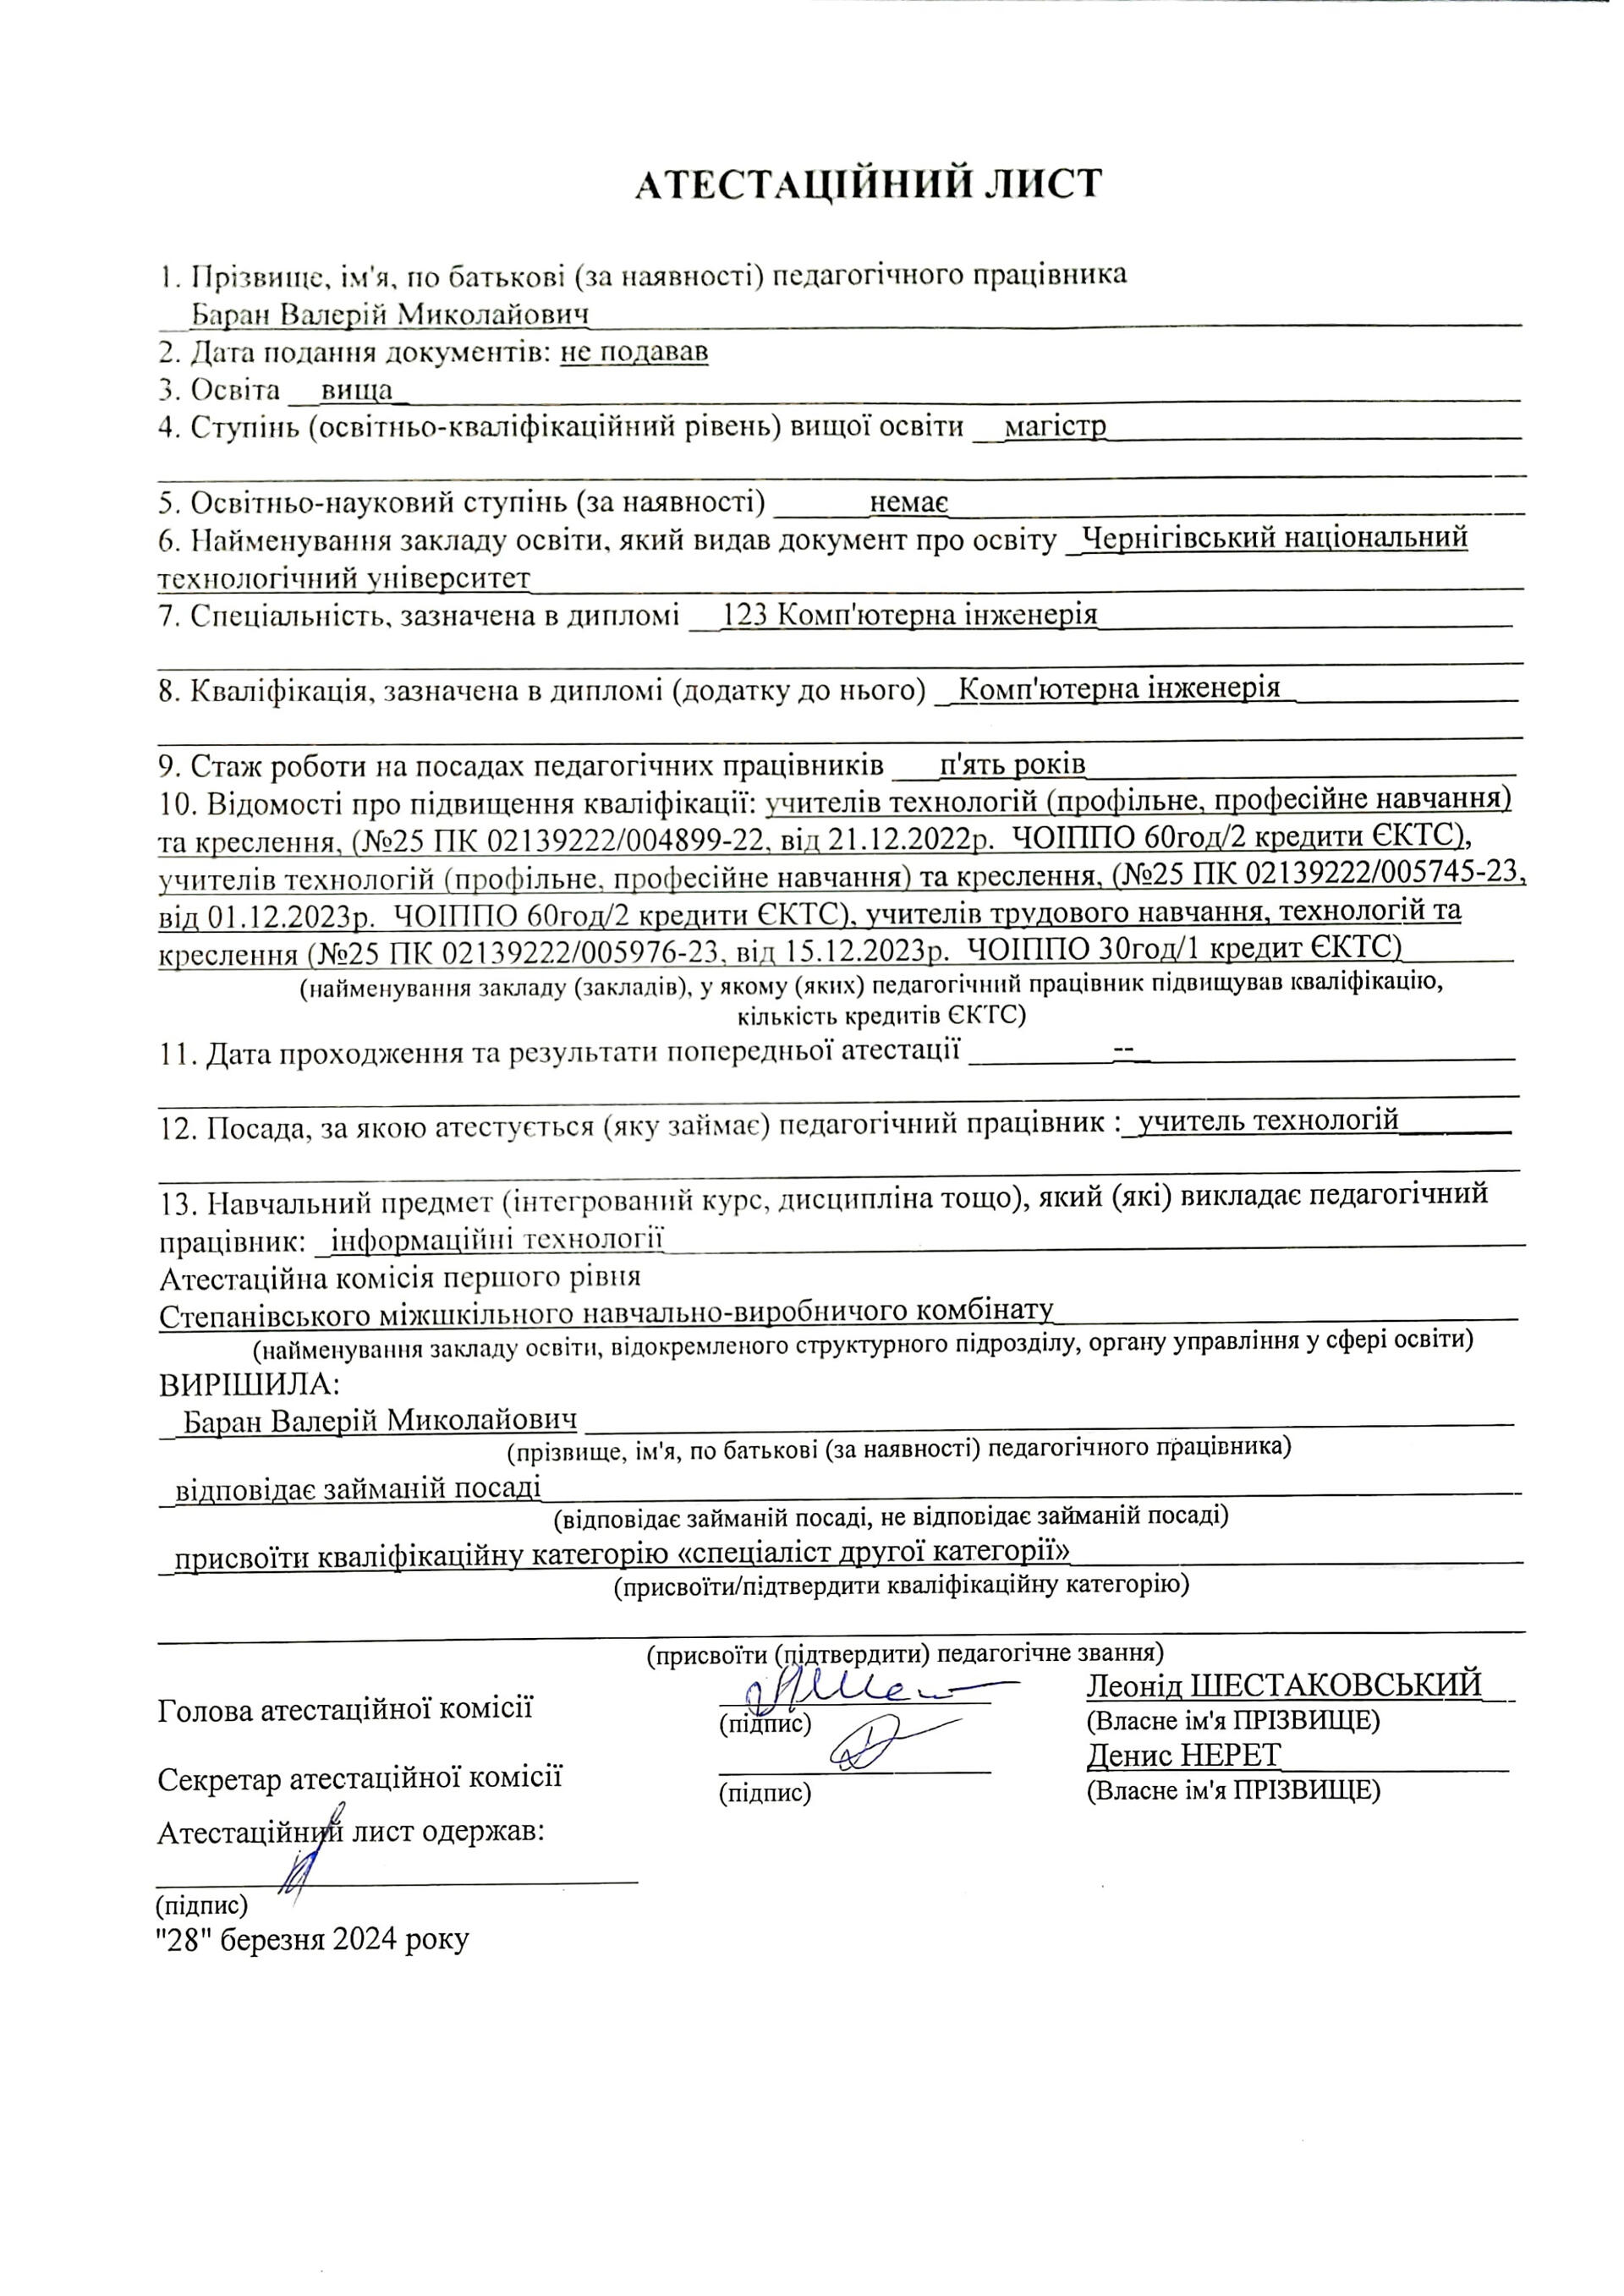 АТЕСТАЦІЙНИЙ ЛИСТ
1. Прізвище, ім'я, по батькові (за наявності) педагогічного працівника
Баран Валерій Миколайович
2. Дата подання документів: не подавав
3. Освіта вища
4. Ступінь (освітньо-кваліфікаційний рівень) вищої освіти магістр
5. Освітньо-науковий ступінь (за наявності) немає
6. Найменування закладу освіти, який видав документ про освіту Чернігівський національний
технологічний університет
7. Спеціальність, зазначена в дипломі 123 Комп'ютерна інженерія
8. Кваліфікація, зазначена в дипломі (додатку до нього) Комп'ютерна інженерія
9. Стаж роботи на посадах педагогічних працівників п'ять років
10. Відомості про підвищення кваліфікації: учителів технологій (профільне, професійне навчання)
та креслення, (№25 ПК 02139222/004899-22, від 21.12.2022р. ЧОІППО 60год/2 кредити ЄКТС),
учителів технологій (профільне, професійне навчання) та креслення, (№25 ПК 02139222/005745-23,
від 01.12.2023р. ЧОІППО 60год/2 кредити ЄКТС), учителів трудового навчання, технологій та
креслення (№25 ПК 02139222/005976-23, від 15.12.2023р. ЧОІППО 30год/1 кредит ЄКТС)
(найменування закладу (закладів), у якому (яких) педагогічний працівник підвищував кваліфікацію,
кількість кредитів ЄКТС)
11. Дата проходження та результати попередньої атестації --
12. Посада, за якою атестується (яку займає) педагогічний працівник : учитель технологій
13. Навчальний предмет (інтегрований курс, дисципліна тощо), який (які) викладає педагогічний
працівник: інформаційні технології
Атестаційна комісія першого рівня
Степанівського міжшкільного навчально-виробничого комбінату
(найменування закладу освіти, відокремленого структурного підрозділу, органу управління у сфері освіти)
ВИРІШИЛА:
Баран Валерій Миколайович
(прізвище, ім'я, по батькові (за наявності) педагогічного працівника)
відповідає займаній посаді
(відповідає займаній посаді, не відповідає займаній посаді)
присвоїти кваліфікаційну категорію «спеціаліст другої категорії»
(присвоїти/підтвердити кваліфікаційну категорію)
(присвоїти (підтвердити) педагогічне звання)
Голова атестаційної комісії
(підпис)
Леонід ШЕСТАКОВСЬКИЙ
(Власне ім'я ПРІЗВИЩЕ)
Секретар атестаційної комісії
(підпис)
Денис НЕРЕТ
(Власне ім'я ПРІЗВИЩЕ)
Атестаційний лист одержав:
(підпис)
"28" березня 2024 року